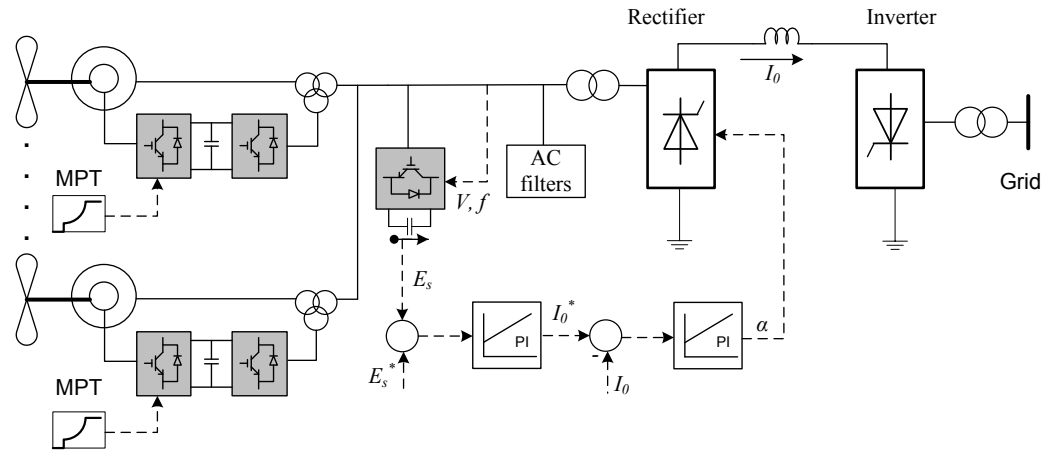 Rectifier
Inverter
I0
MPT
AC
filters
V, f
Grid
Es
I0*
PI
PI
α
Es*
-
I0
MPT